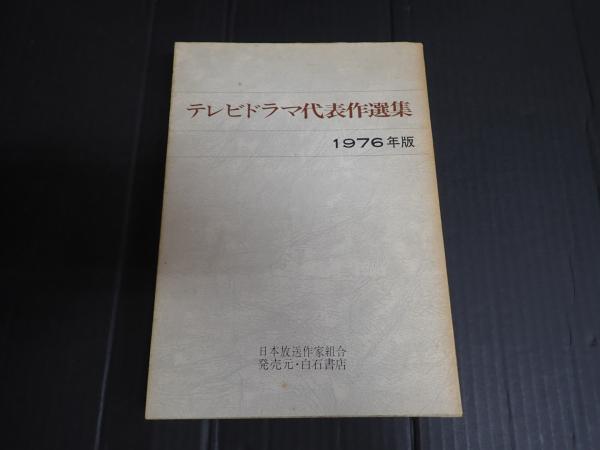 テレビドラマ代表作選集
1976年版
日本放送作家組合
発売元・白石書店